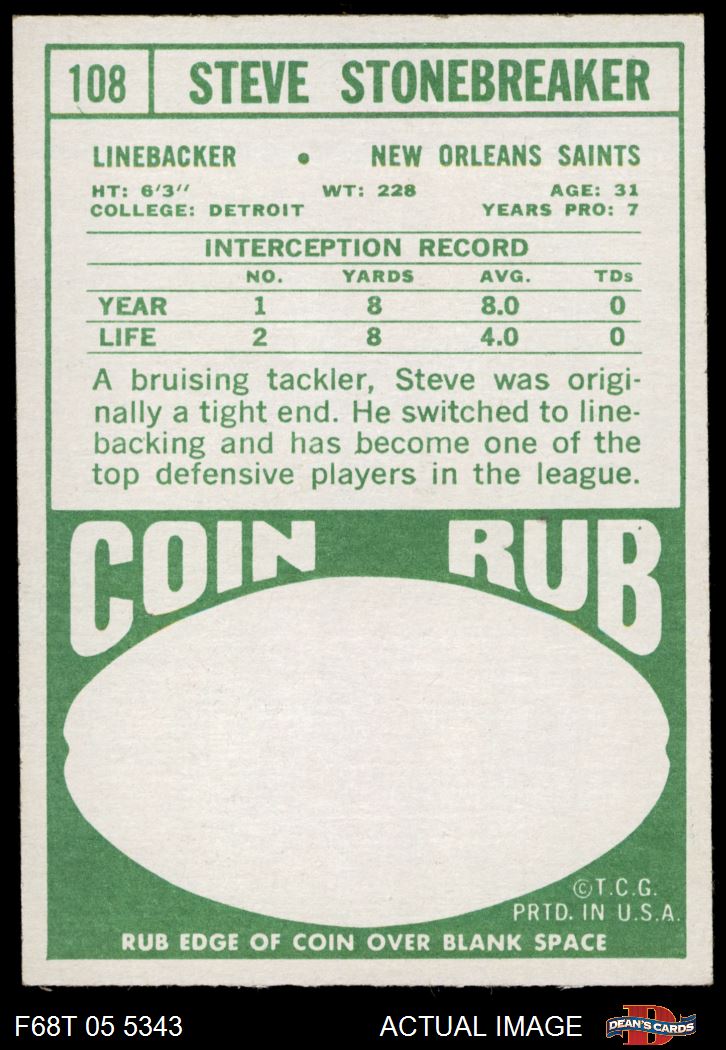 108 STEVE STONEBREAKER
LINEBACKER • NEW ORLEANS SAINTS
HT: 6'3" WT: 228 AGE: 31
COLLEGE: DETROIT YEARS PRO: 7
INTERCEPTION RECORD
NO. YARDS AVG. TDs
YEAR 1 8 8.0 0
LIFE 2 8 4.0 0
A bruising tackler, Steve was origi-
nally a tight end. He switched to line-
backing and has become one of the
top defensive players in the league.
COIN RUB
©T.C.G.
PRTD. IN U.S.A.
RUB EDGE OF COIN OVER BLANK SPACE
F68T 05 5343 ACTUAL IMAGE DEAN'S CARDS